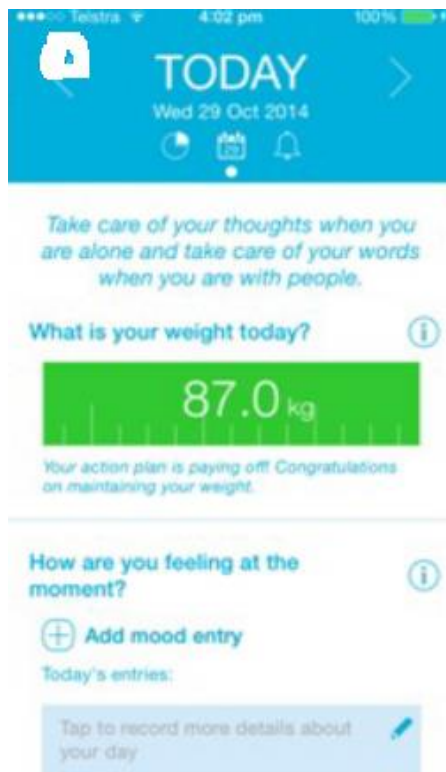 Telstra 4:02 pm 100%
TODAY
Wed 29 Oct 2014
29
Take care of your thoughts when you
are alone and take care of your words
when you are with people.
What is your weight today?
87.0 kg
Your action plan is paying off! Congratulations
on maintaining your weight.
How are you feeling at the
moment?
Add mood entry
Today's entries:
Tap to record more details about
your day